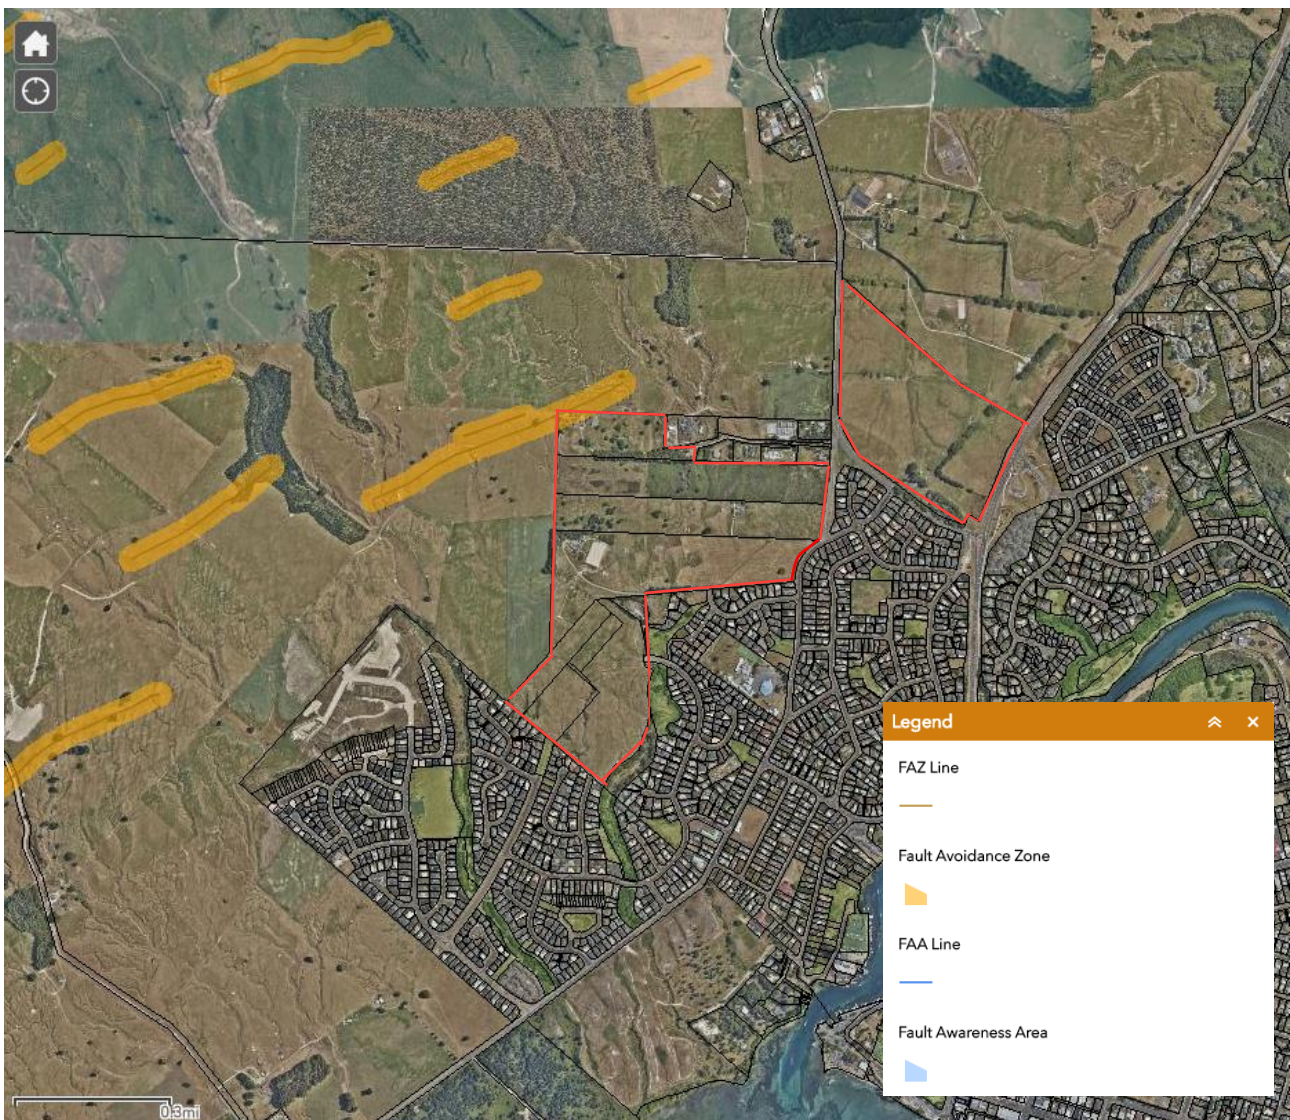 Legend
FAZ Line
Fault Avoidance Zone
FAA Line
Fault Awareness Area
0.3mi